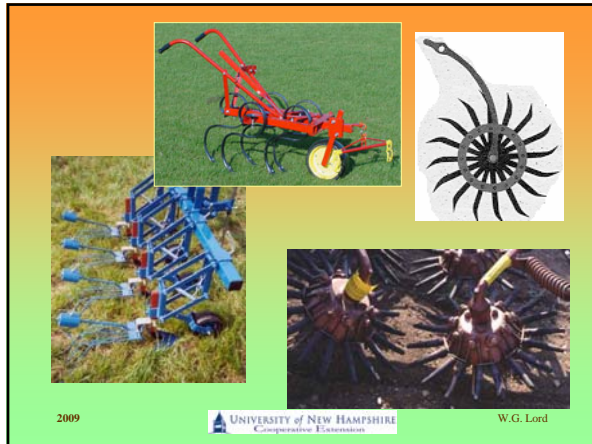 2009
UNIVERSITY of NEW HAMPSHIRE
Cooperative Extension
W.G. Lord